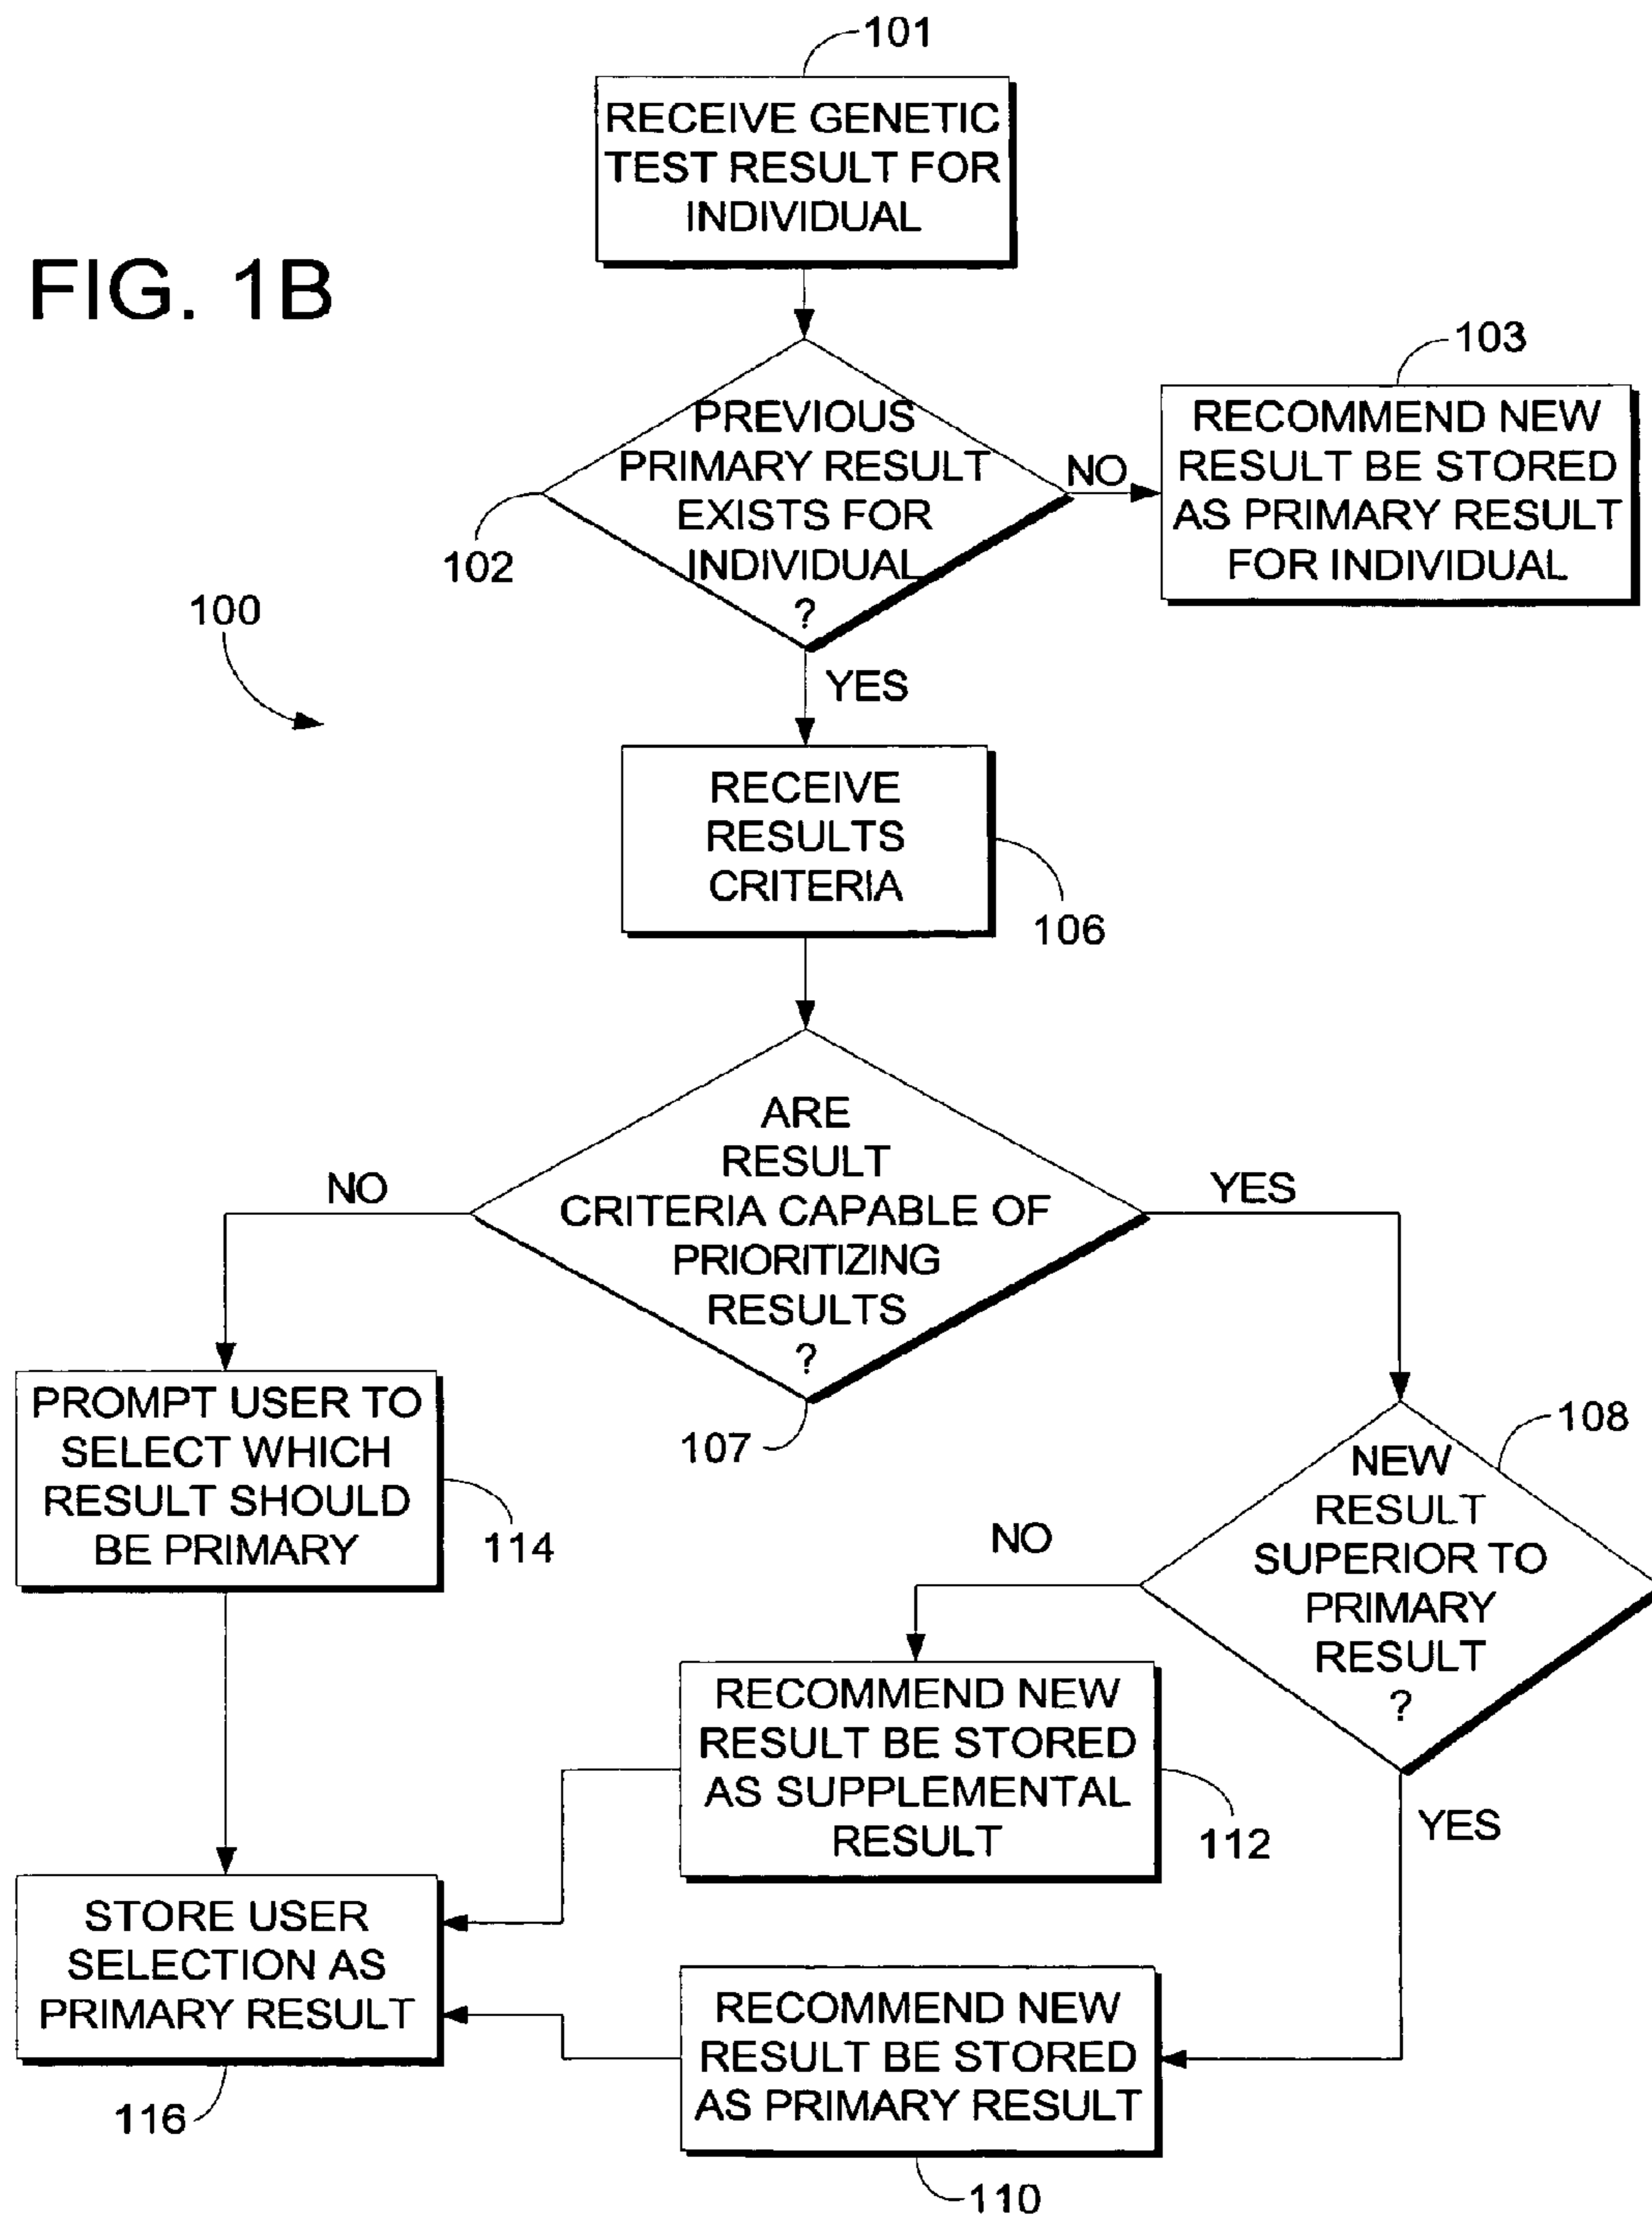 101
RECEIVE GENETIC
TEST RESULT FOR
INDIVIDUAL
FIG. 1B
103
PREVIOUS
PRIMARY RESULT
EXISTS FOR
INDIVIDUAL
?
NO
RECOMMEND NEW
RESULT BE STORED
AS PRIMARY RESULT
FOR INDIVIDUAL
102
100
YES
RECEIVE
RESULTS
CRITERIA
106
ARE
RESULT
CRITERIA CAPABLE OF
PRIORITIZING
RESULTS
?
NO
YES
107
PROMPT USER TO
SELECT WHICH
RESULT SHOULD
BE PRIMARY
114
108
NEW
RESULT
SUPERIOR TO
PRIMARY
RESULT
?
NO
YES
RECOMMEND NEW
RESULT BE STORED
AS SUPPLEMENTAL
RESULT
112
STORE USER
SELECTION AS
PRIMARY RESULT
116
RECOMMEND NEW
RESULT BE STORED
AS PRIMARY RESULT
110